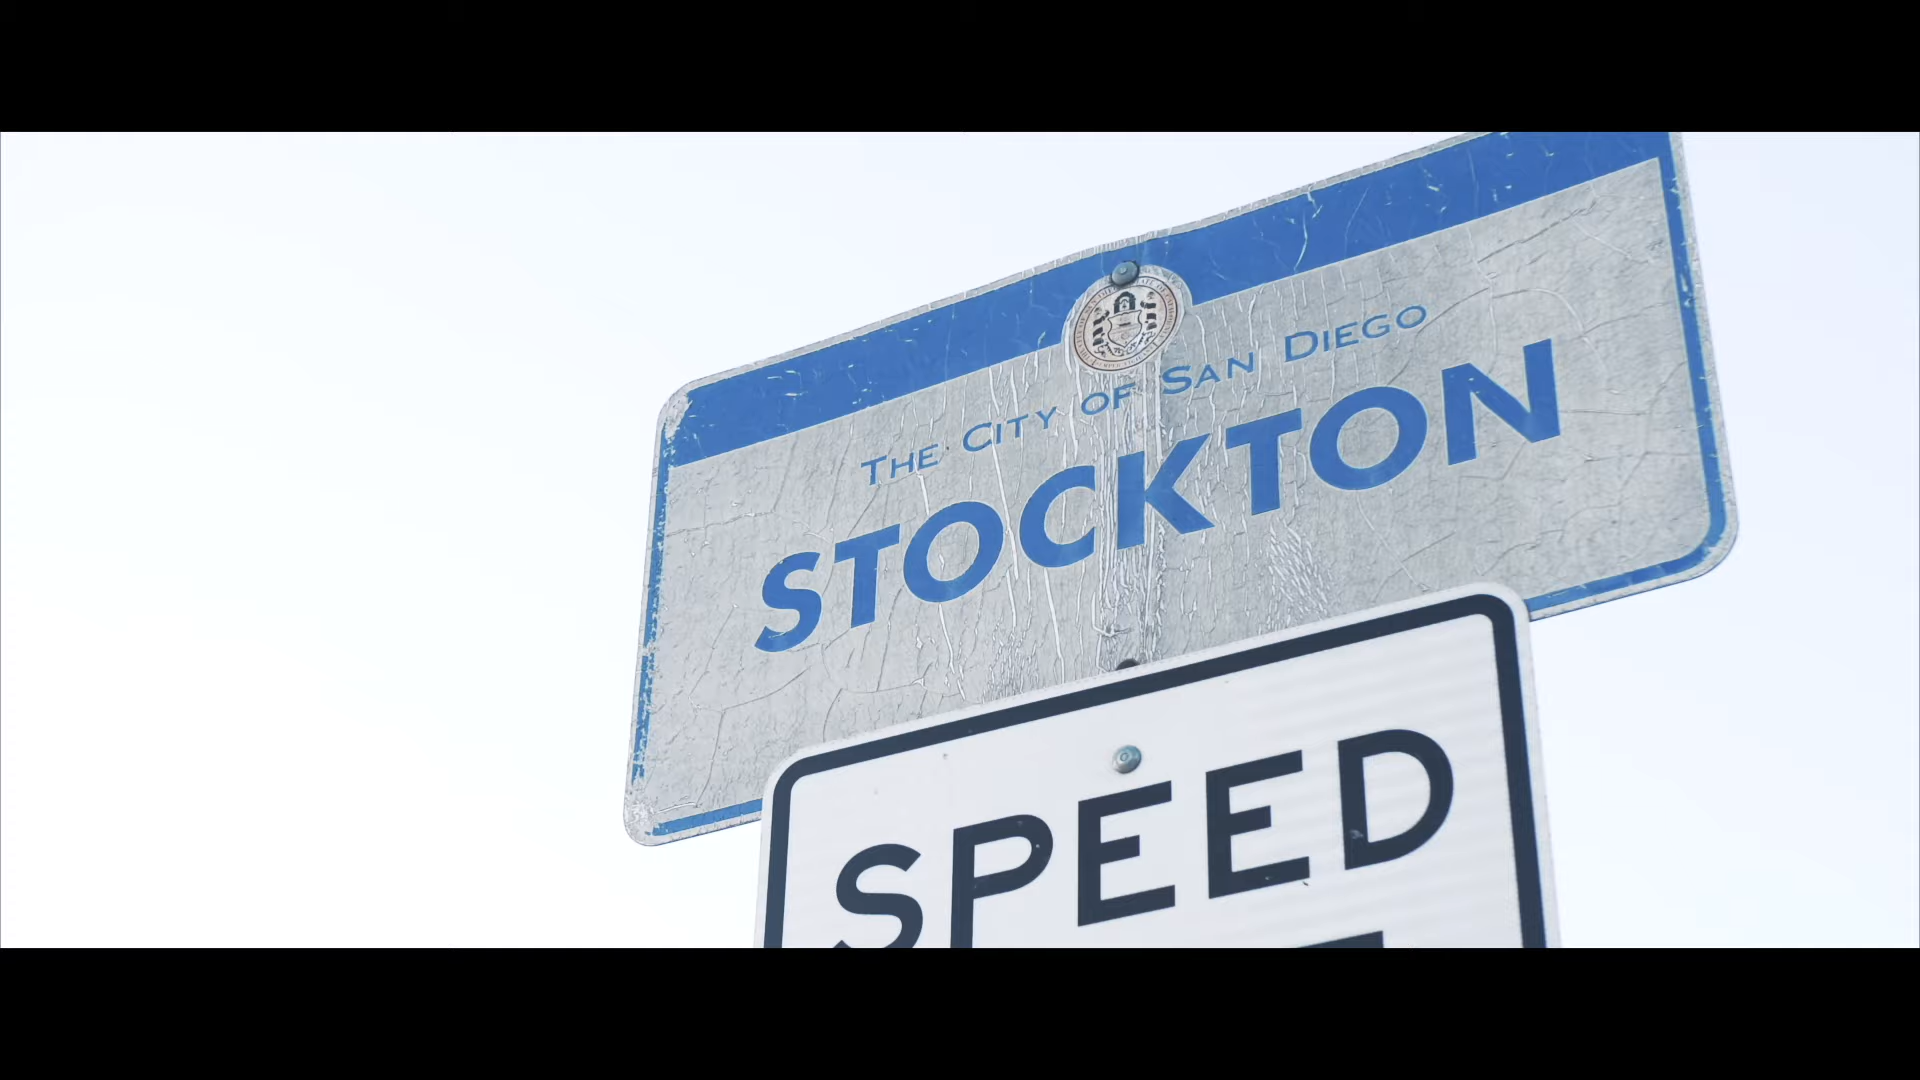 THE CITY OF SAN DIEGO
STOCKTON
SPEED